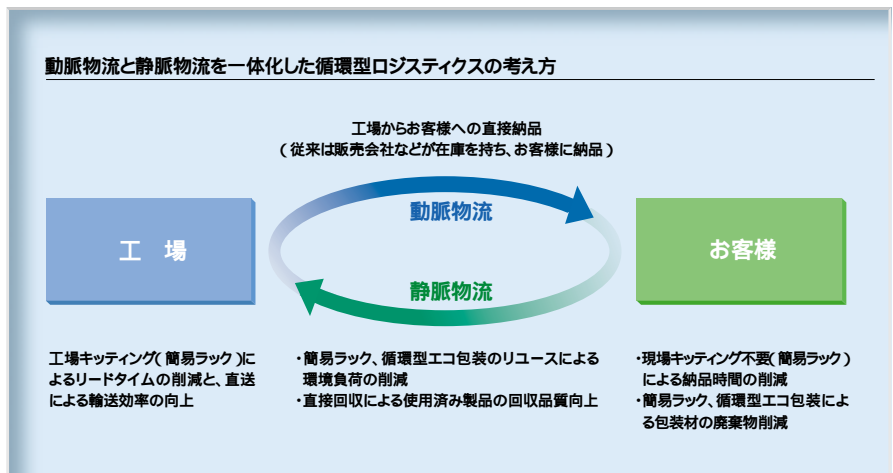 動脈物流と静脈物流を一体化した循環型ロジスティクスの考え方
工場からお客様への直接納品
(従来は販売会社などが在庫を持ち、お客様に納品)
動脈物流
工 場
お客様
静脈物流
工場キッティング(簡易ラック)に
よるリードタイムの削減と、直送
による輸送効率の向上
・簡易ラック、循環型エコ包装のリユースによる
環境負荷の削減
・直接回収による使用済み製品の回収品質向上
・現場キッティング不要(簡易ラック)
による納品時間の削減
・簡易ラック、循環型エコ包装によ
る包装材の廃棄物削減